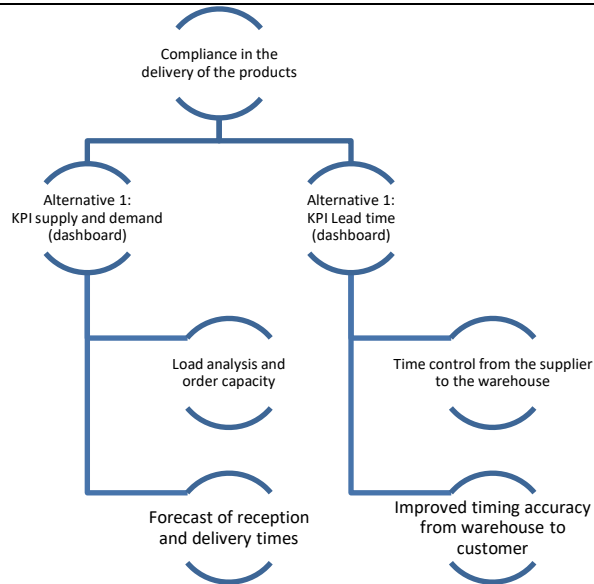 Compliance in the
delivery of the products
Alternative 1:
KPI supply and demand
(dashboard)
Alternative 1:
KPI Lead time
(dashboard)
Load analysis and
order capacity
Time control from the supplier
to the warehouse
Forecast of reception
and delivery times
Improved timing accuracy
from warehouse to
customer